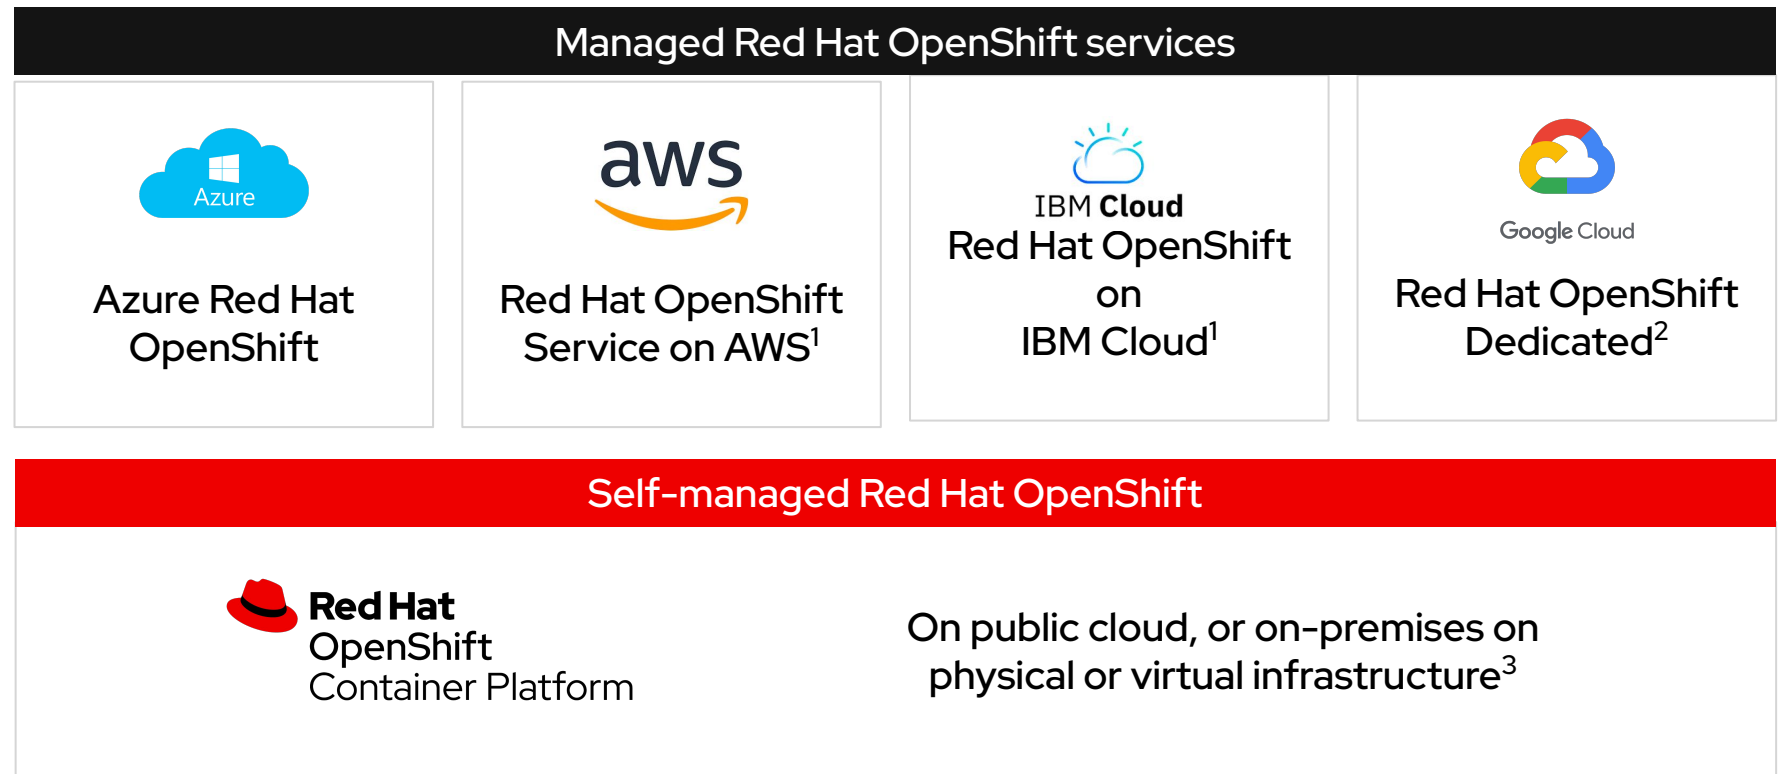 Managed Red Hat OpenShift services
Azure
Azure Red Hat
OpenShift
aws
Red Hat OpenShift
Service on AWS¹
IBM Cloud
Red Hat OpenShift
on
IBM Cloud¹
Google Cloud
Red Hat OpenShift
Dedicated²
Self-managed Red Hat OpenShift
Red Hat
OpenShift
Container Platform
On public cloud, or on-premises on
physical or virtual infrastructure³